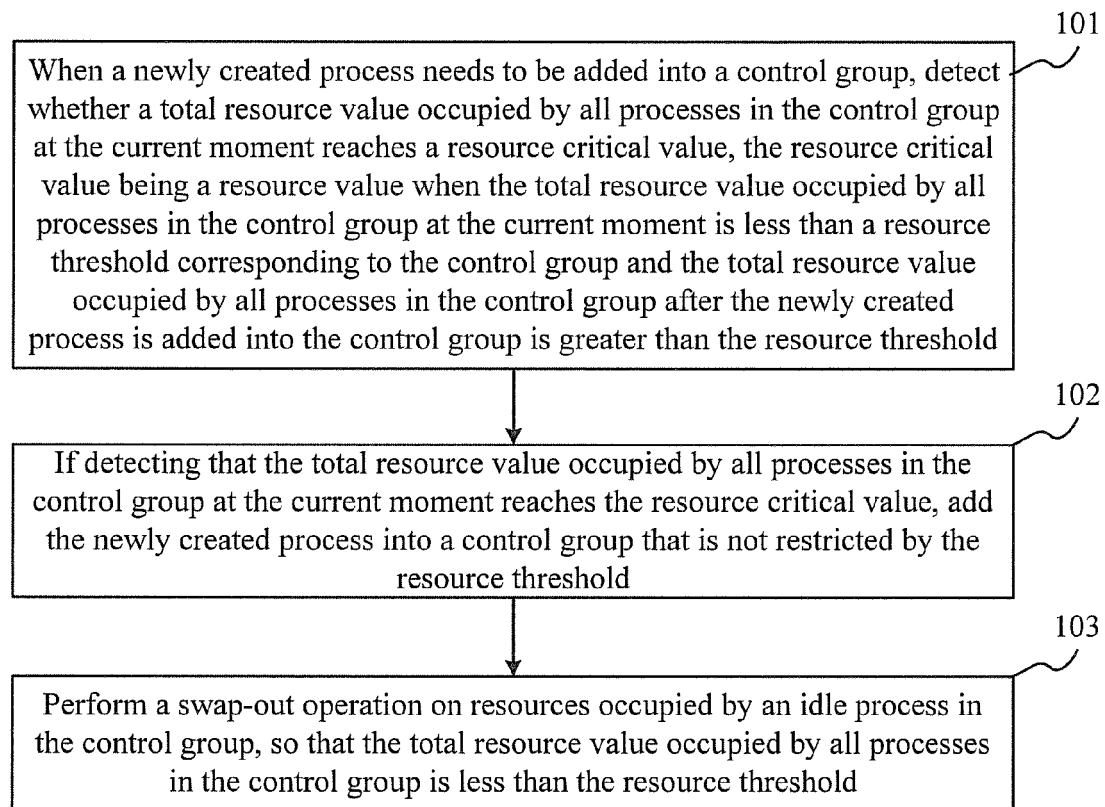 101
When a newly created process needs to be added into a control group, detect
whether a total resource value occupied by all processes in the control group
at the current moment reaches a resource critical value, the resource critical
value being a resource value when the total resource value occupied by all
processes in the control group at the current moment is less than a resource
threshold corresponding to the control group and the total resource value
occupied by all processes in the control group after the newly created
process is added into the control group is greater than the resource threshold
102
If detecting that the total resource value occupied by all processes in the
control group at the current moment reaches the resource critical value, add
the newly created process into a control group that is not restricted by the
resource threshold
103
Perform a swap-out operation on resources occupied by an idle process in
the control group, so that the total resource value occupied by all processes
in the control group is less than the resource threshold